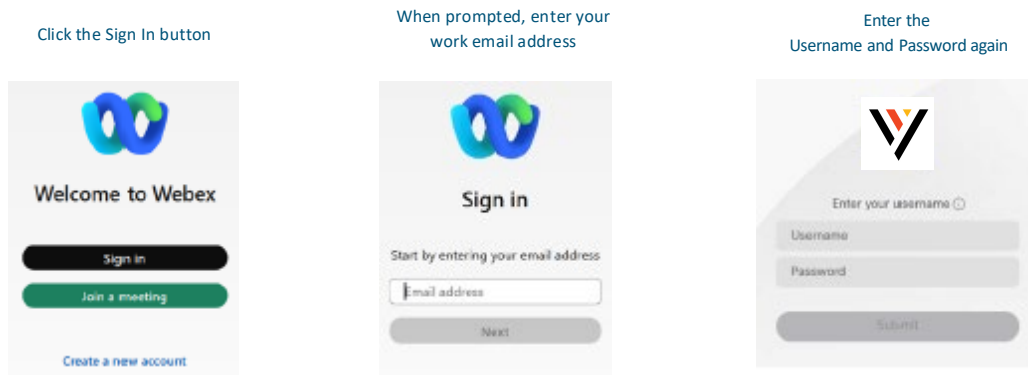 Click the Sign In button
Welcome to Webex
Sign in
Join a meeting
Create a new account
When prompted, enter your
work email address
Sign in
Start by entering your email address
Email address
Next
Enter the
Username and Password again
Enter your username
Username
Password
Submit